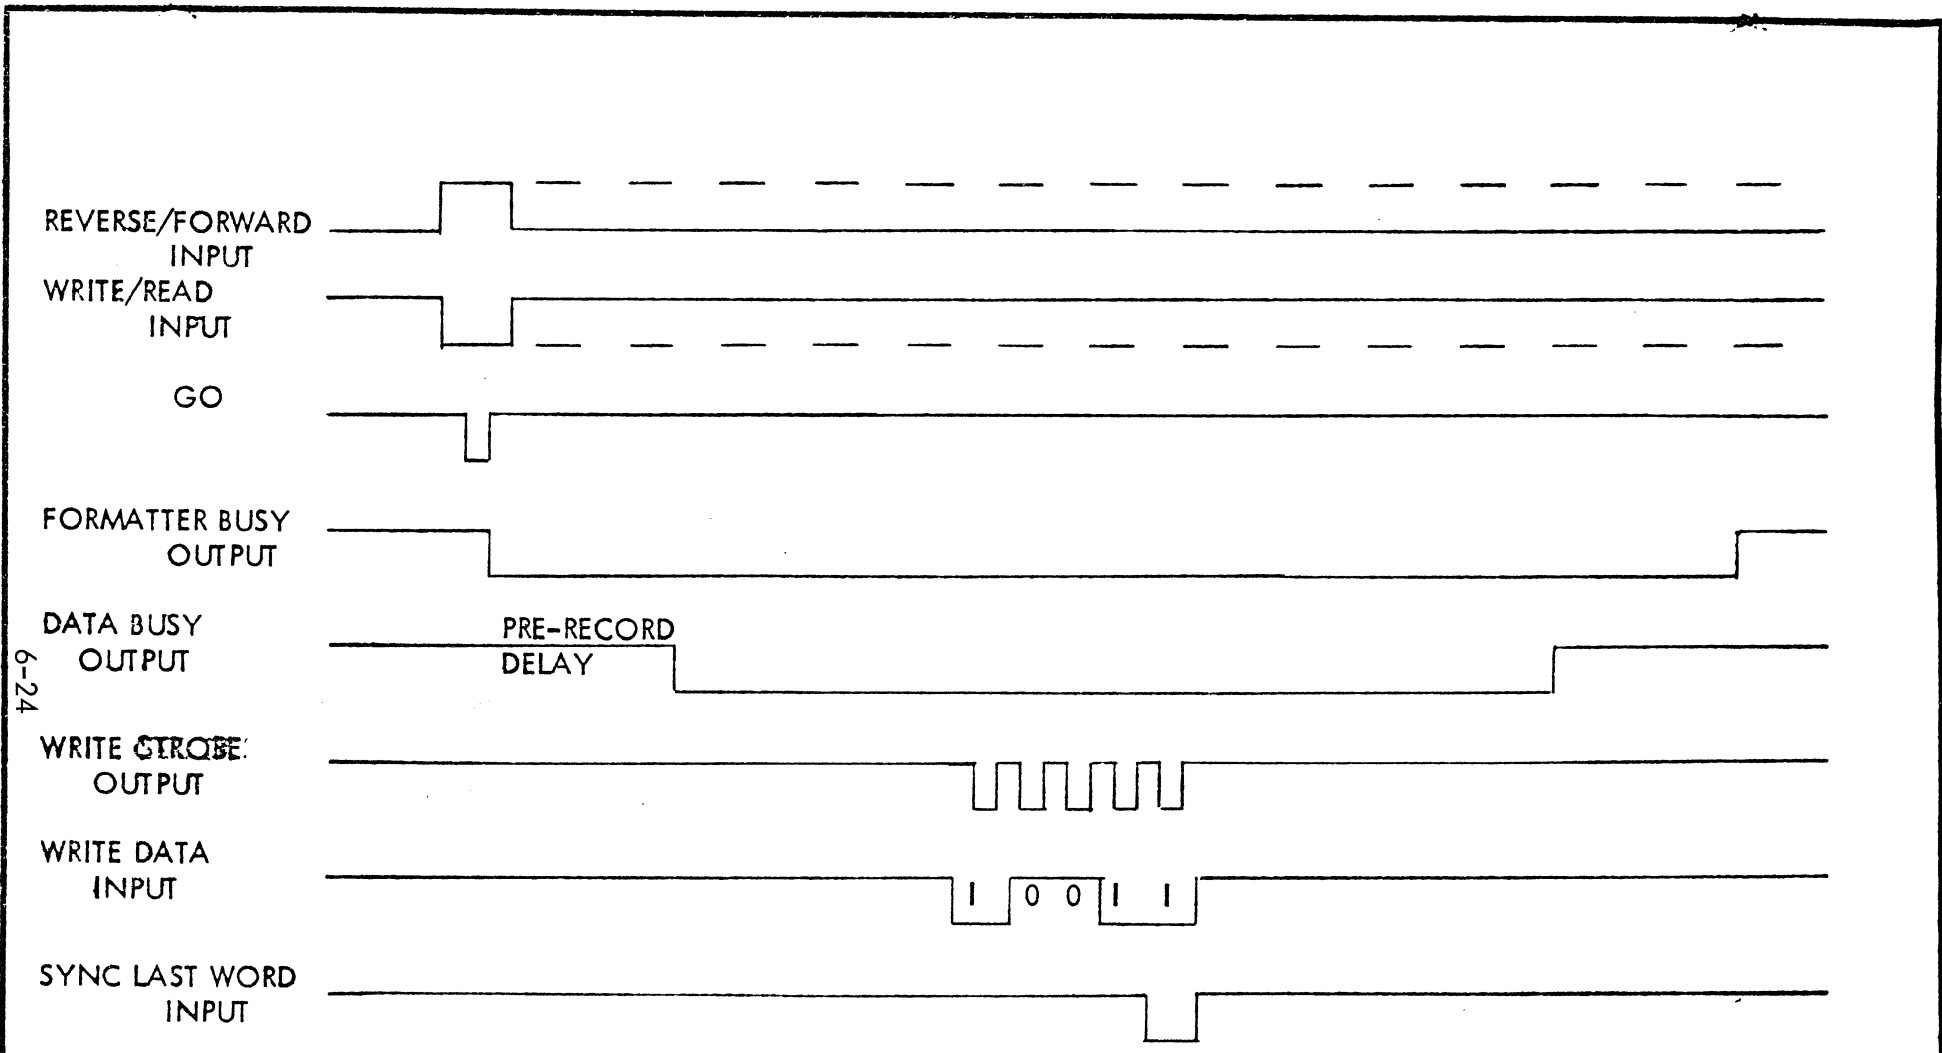 REVERSE/FORWARD
INPUT
WRITE/READ
INPUT
GO
FORMATTER BUSY
OUTPUT
DATA BUSY
OUTPUT
PRE-RECORD
DELAY
6-24
WRITE STROBE
OUTPUT
WRITE DATA
INPUT
1 0 0 1 1
SYNC LAST WORD
INPUT